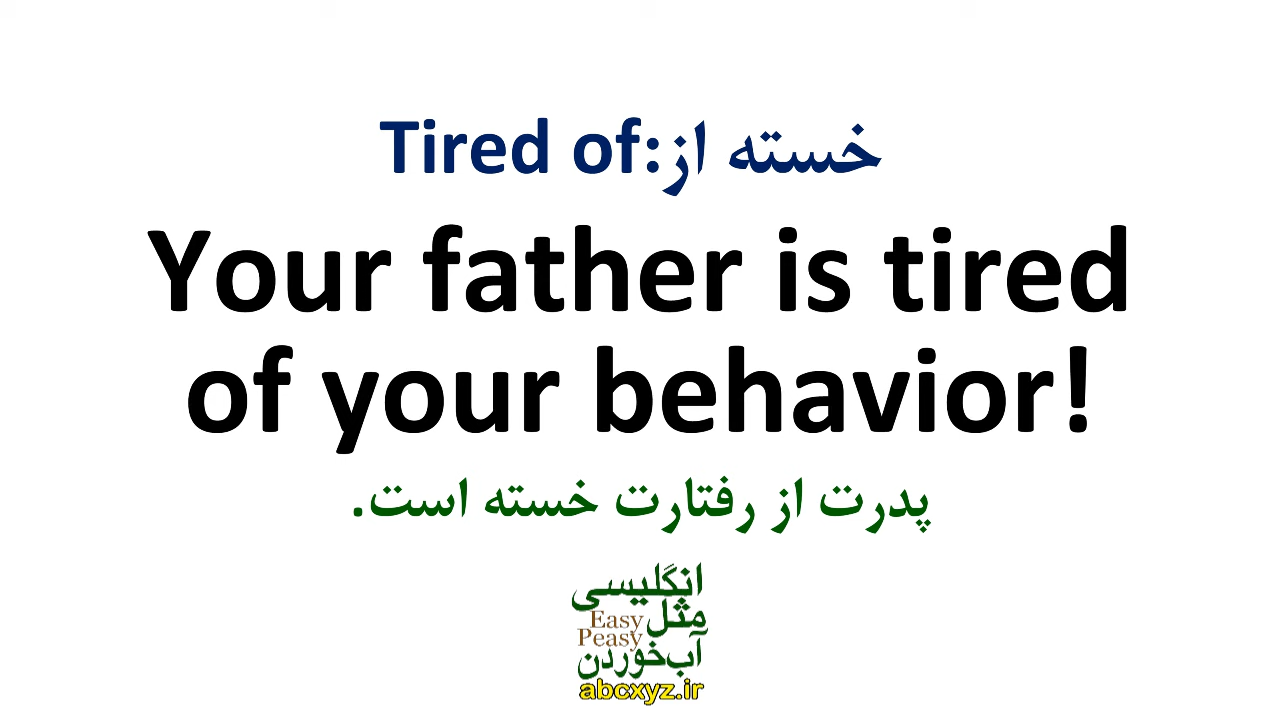 Tired of: خسته از
Your father is tired
of your behavior!
پدرت از رفتارت خسته است.
انگلیسی
مثل
Easy
Peasy
آب‌خوردن
abcxyz.ir